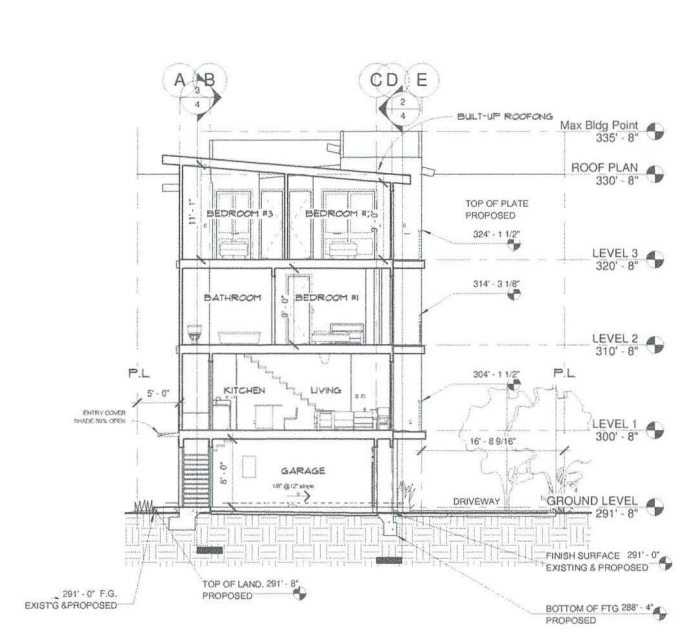 A B C D E
3
4
2
4
BUILT-UP ROOFONG
Max Bldg Point
335' - 8"
ROOF PLAN
330' - 8"
TOP OF PLATE
PROPOSED
324' - 1 1/2"
LEVEL 3
320' - 8"
314' - 3 1/8"
LEVEL 2
310' - 8"
304' - 1 1/2"
LEVEL 1
300' - 8"
16' - 8 9/16"
GROUND LEVEL
291' - 8"
11' - 1"
BEDROOM #3
BATHROOM
BEDROOM #1
9' - 0"
KITCHEN
LIVING
P.L
P.L
5' - 0"
ENTRY COVER
SHADE 50% OPEN
8' - 0"
GARAGE
DRIVEWAY
FINISH SURFACE 291' - 0"
EXISTING & PROPOSED
TOP OF LAND. 291' - 8"
PROPOSED
291' - 0" F.G.
EXIST'G & PROPOSED
BOTTOM OF FTG 288' - 4"
PROPOSED